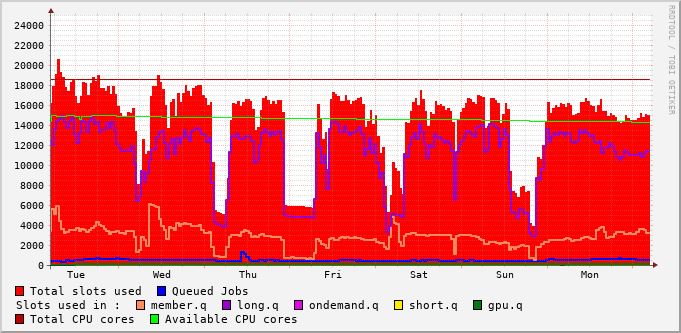 RRDTOOL / TOBI OETIKER
24000
22000
20000
18000
16000
14000
12000
10000
8000
6000
4000
2000
0
Tue Wed Thu Fri Sat Sun Mon
Total slots used Queued Jobs
Slots used in : member.q long.q ondemand.q short.q gpu.q
Total CPU cores Available CPU cores